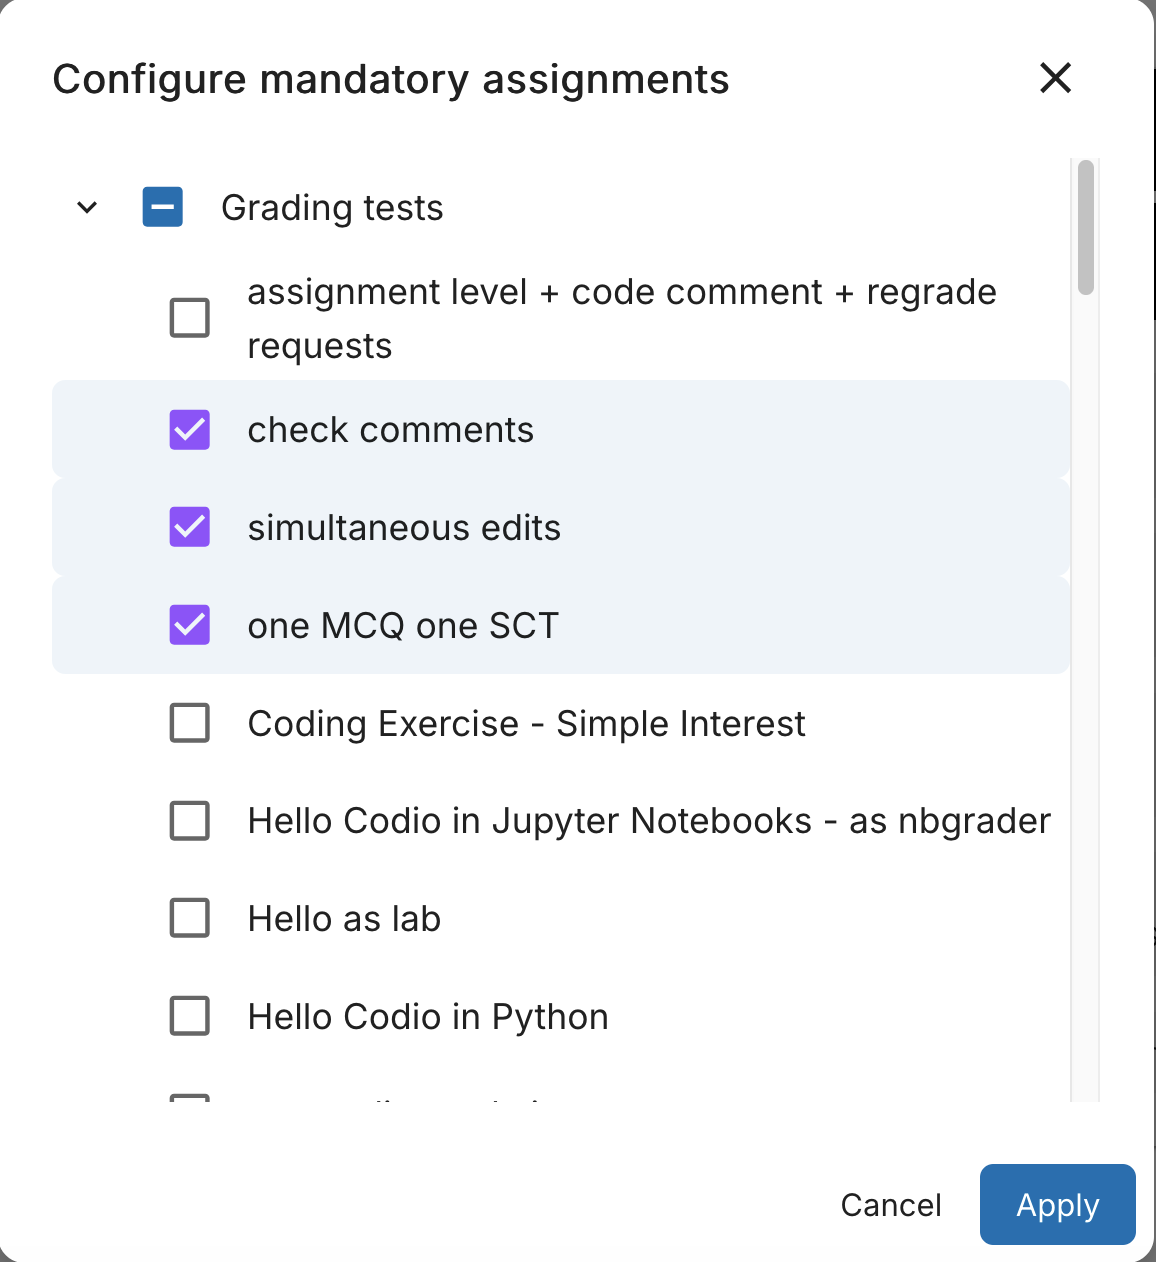 Configure mandatory assignments
Grading tests
assignment level + code comment + regrade
requests
check comments
simultaneous edits
one MCQ one SCT
Coding Exercise - Simple Interest
Hello Codio in Jupyter Notebooks - as nbgrader
Hello as lab
Hello Codio in Python
Cancel
Apply